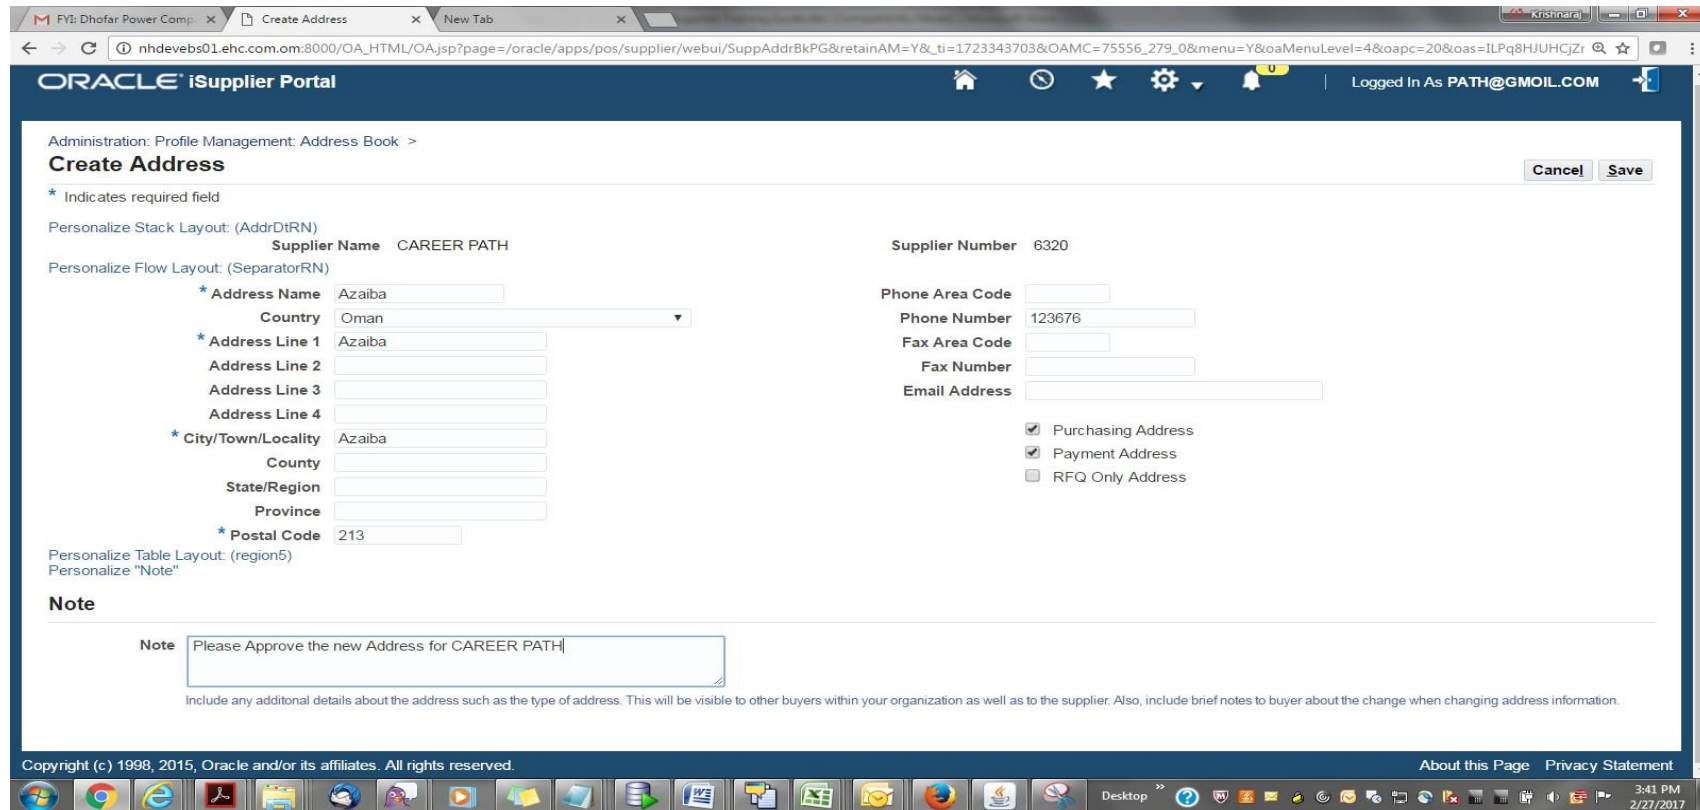 FYI: Dhofar Power Comp
Create Address
New Tab
Krishnaraj
nhdevebs01.ehc.com.om:8000/OA_HTML/OA.jsp?page=/oracle/apps/pos/supplier/webui/SuppAddrBkPG&retainAM=Y&_ti=1723343703&OAMC=75556_279_0&menu=Y&oaMenuLevel=4&oapc=20&oas=ILPq8HJUHCjZr
ORACLE iSupplier Portal
0
Logged In As PATH@GMOIL.COM
Administration: Profile Management: Address Book >
Create Address
Cancel Save
* Indicates required field
Personalize Stack Layout: (AddrDtRN)
Supplier Name CAREER PATH Supplier Number 6320
Personalize Flow Layout: (SeparatorRN)
* Address Name Azaiba Phone Area Code
Country Oman Phone Number 123676
* Address Line 1 Azaiba Fax Area Code
Address Line 2 Fax Number
Address Line 3 Email Address
Address Line 4
* City/Town/Locality Azaiba Purchasing Address
County Payment Address
State/Region RFQ Only Address
Province
* Postal Code 213
Personalize Table Layout: (region5)
Personalize "Note"
Note
Note Please Approve the new Address for CAREER PATH
Include any additonal details about the address such as the type of address. This will be visible to other buyers within your organization as well as to the supplier. Also, include brief notes to buyer about the change when changing address information.
Copyright (c) 1998, 2015, Oracle and/or its affiliates. All rights reserved. About this Page Privacy Statement
Desktop 3:41 PM
2/27/2017